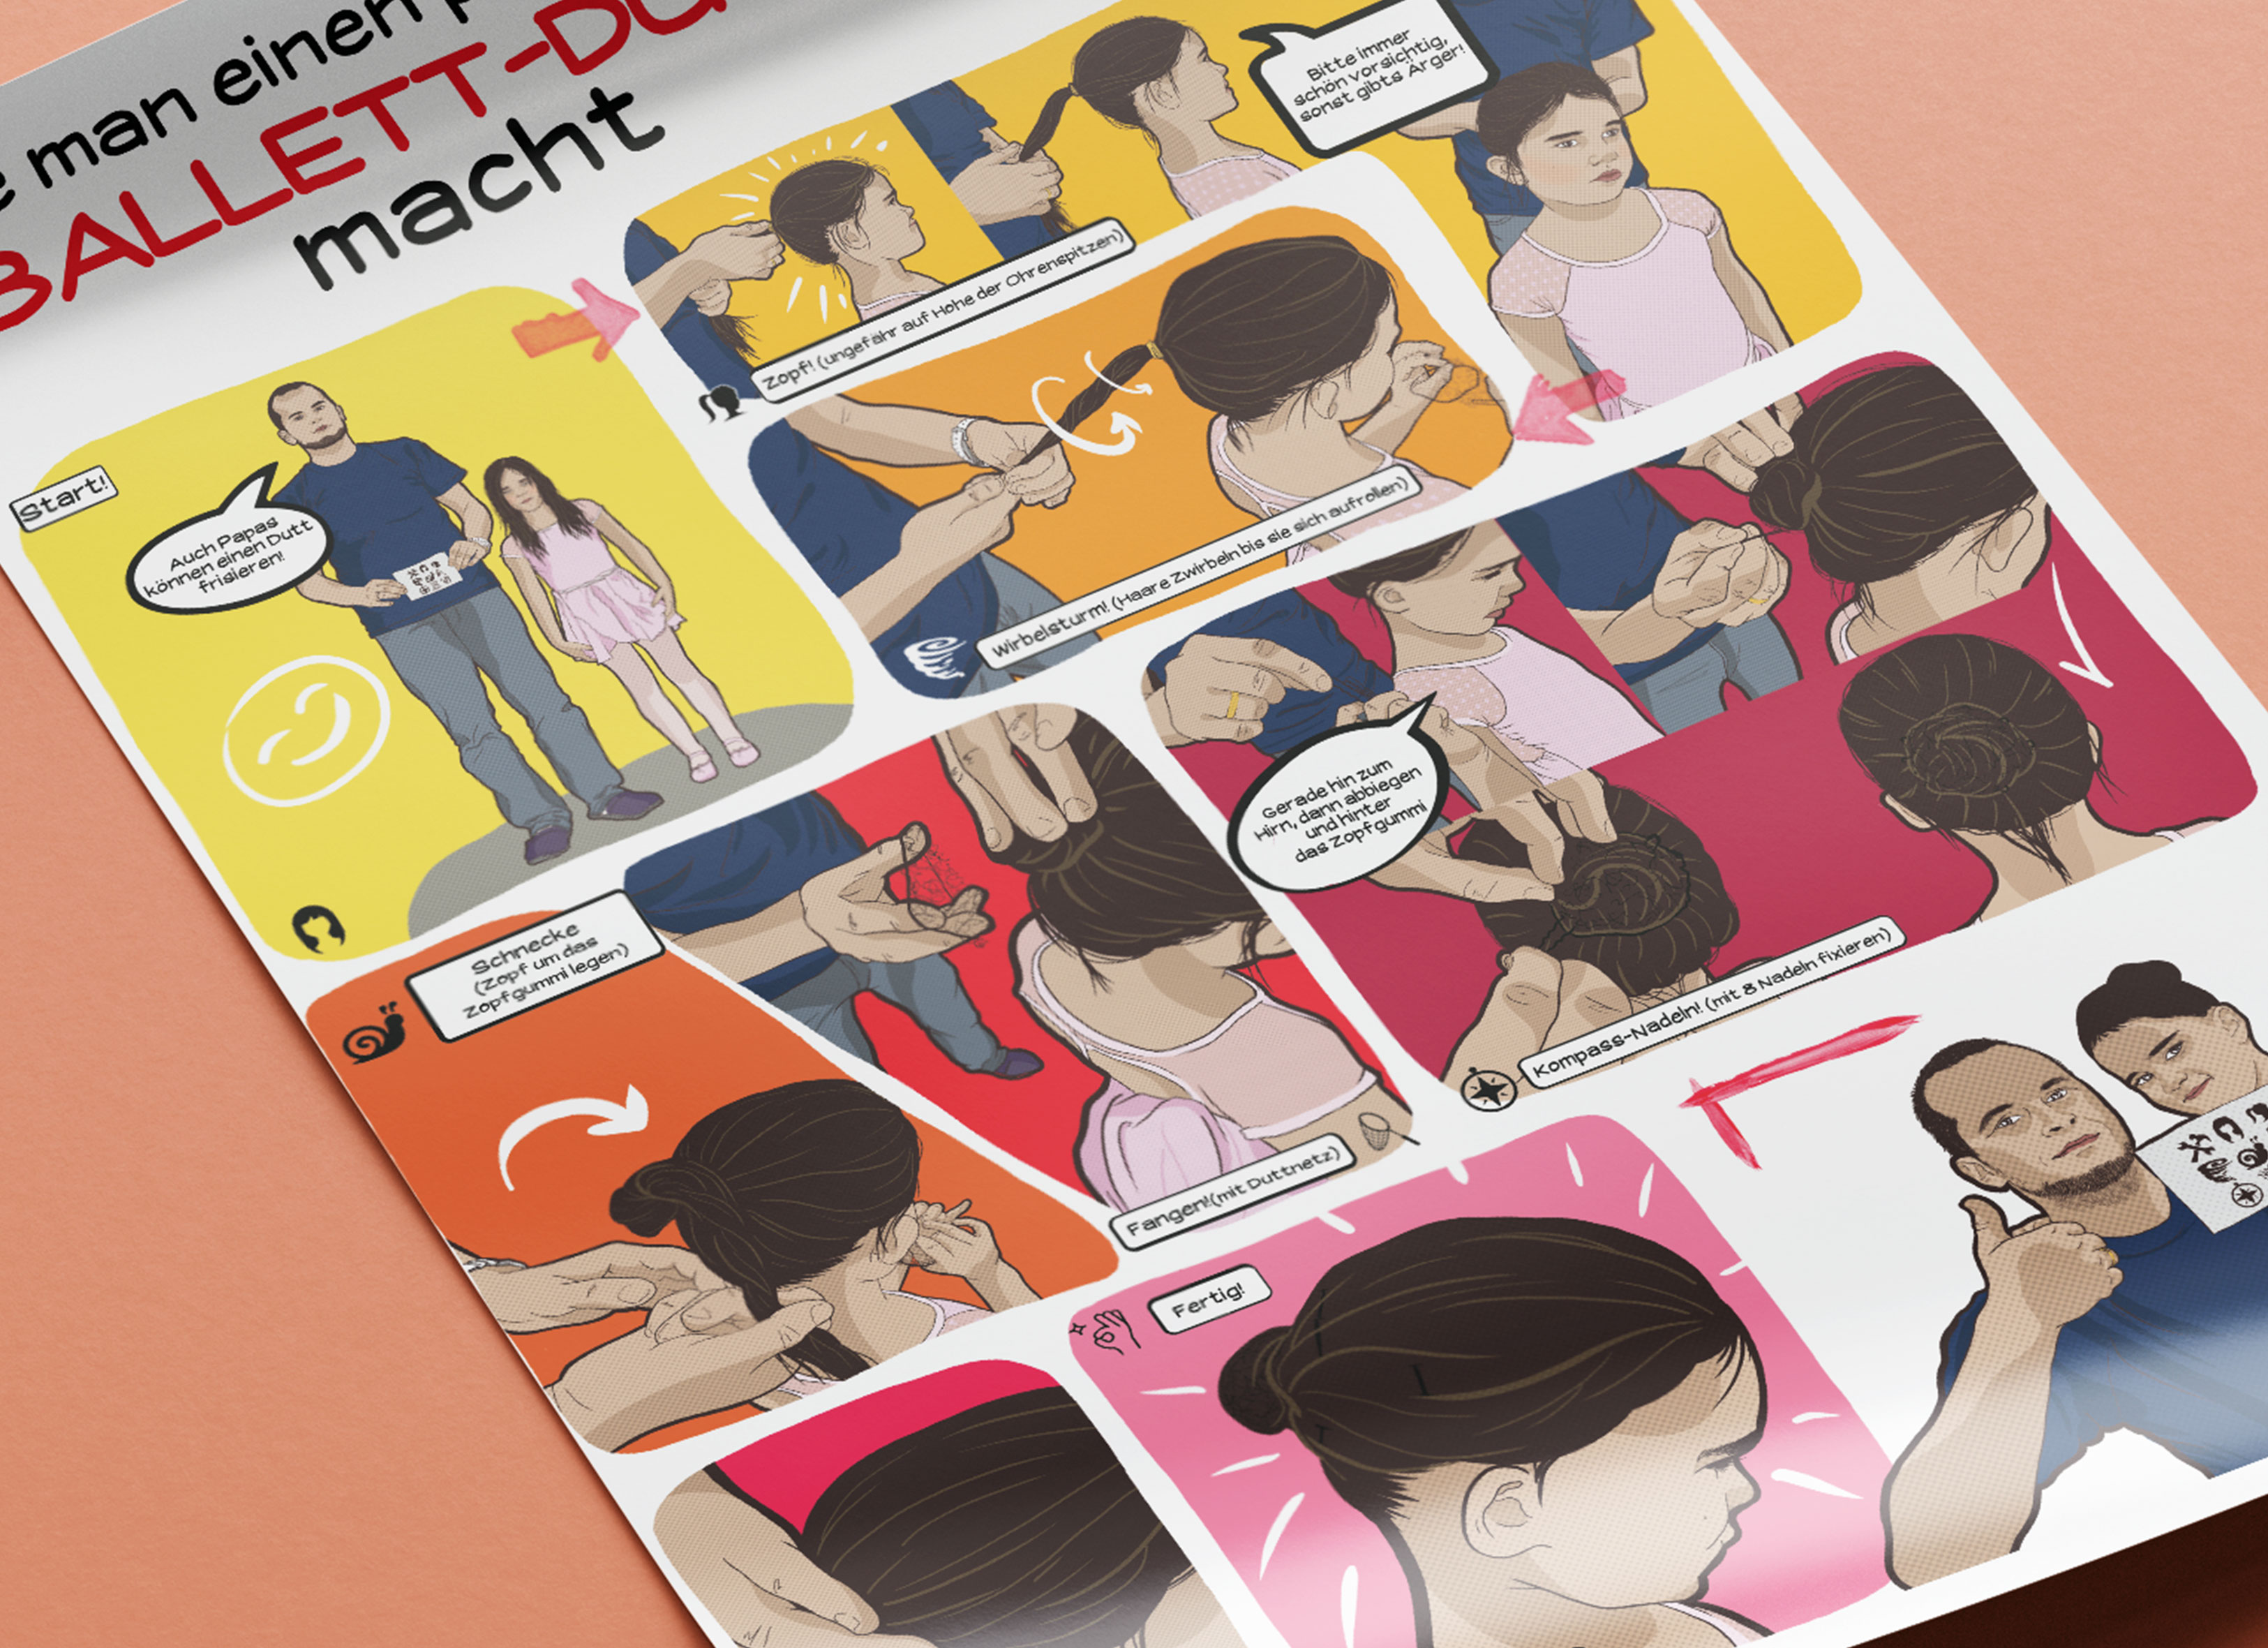 man einen
BALLETT-DU
macht
Bitte immer
schön vorsichtig,
sonst gibts Ärger!
Zopf! (ungefähr auf Höhe der Ohrenspitzen)
Start!
Auch Papas
können einen Dutt
frisieren!
Wirbelsturm! (Haare Zwirbeln bis sie sich aufrollen)
Schnecke
(Zopf um das
Zopfgummi legen)
Fangen!(mit Duttnetz)
Gerade hin zum
Hirn, dann abbiegen
und hinter
das Zopfgummi
Kompass-Nadeln! (mit 8 Nadeln fixieren)
Fertig!